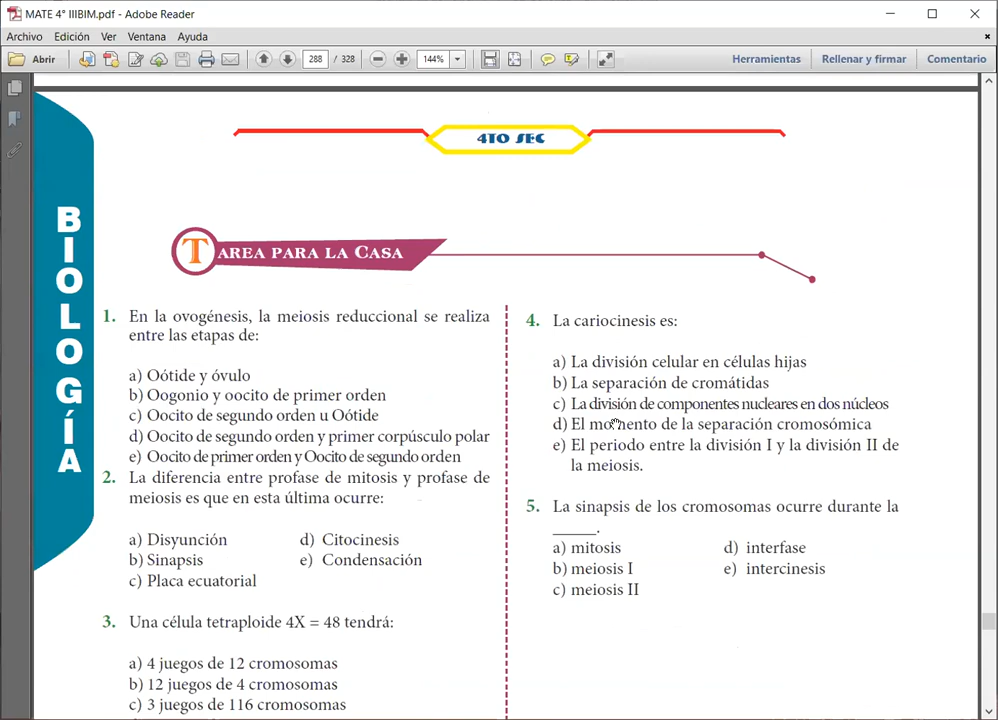 MATE 4° IIIBIM.pdf - Adobe Reader
Archivo Edición Ver Ventana Ayuda
Abrir 288 / 328 144% Herramientas Rellenar y firmar Comentario
4TO SEC
BIOLOGÍA
TAREA PARA LA CASA
1. En la ovogénesis, la meiosis reduccional se realiza
entre las etapas de:
a) Oótide y óvulo
b) Oogonio y oocito de primer orden
c) Oocito de segundo orden u Oótide
d) Oocito de segundo orden y primer corpúsculo polar
e) Oocito de primer orden y Oocito de segundo orden
2. La diferencia entre profase de mitosis y profase de
meiosis es que en esta última ocurre:
a) Disyunción d) Citocinesis
b) Sinapsis e) Condensación
c) Placa ecuatorial
3. Una célula tetraploide 4X = 48 tendrá:
a) 4 juegos de 12 cromosomas
b) 12 juegos de 4 cromosomas
c) 3 juegos de 116 cromosomas
4. La cariocinesis es:
a) La división celular en células hijas
b) La separación de cromátidas
c) La división de componentes nucleares en dos núcleos
d) El momento de la separación cromosómica
e) El periodo entre la división I y la división II de
la meiosis.
5. La sinapsis de los cromosomas ocurre durante la
_____.
a) mitosis d) interfase
b) meiosis I e) intercinesis
c) meiosis II